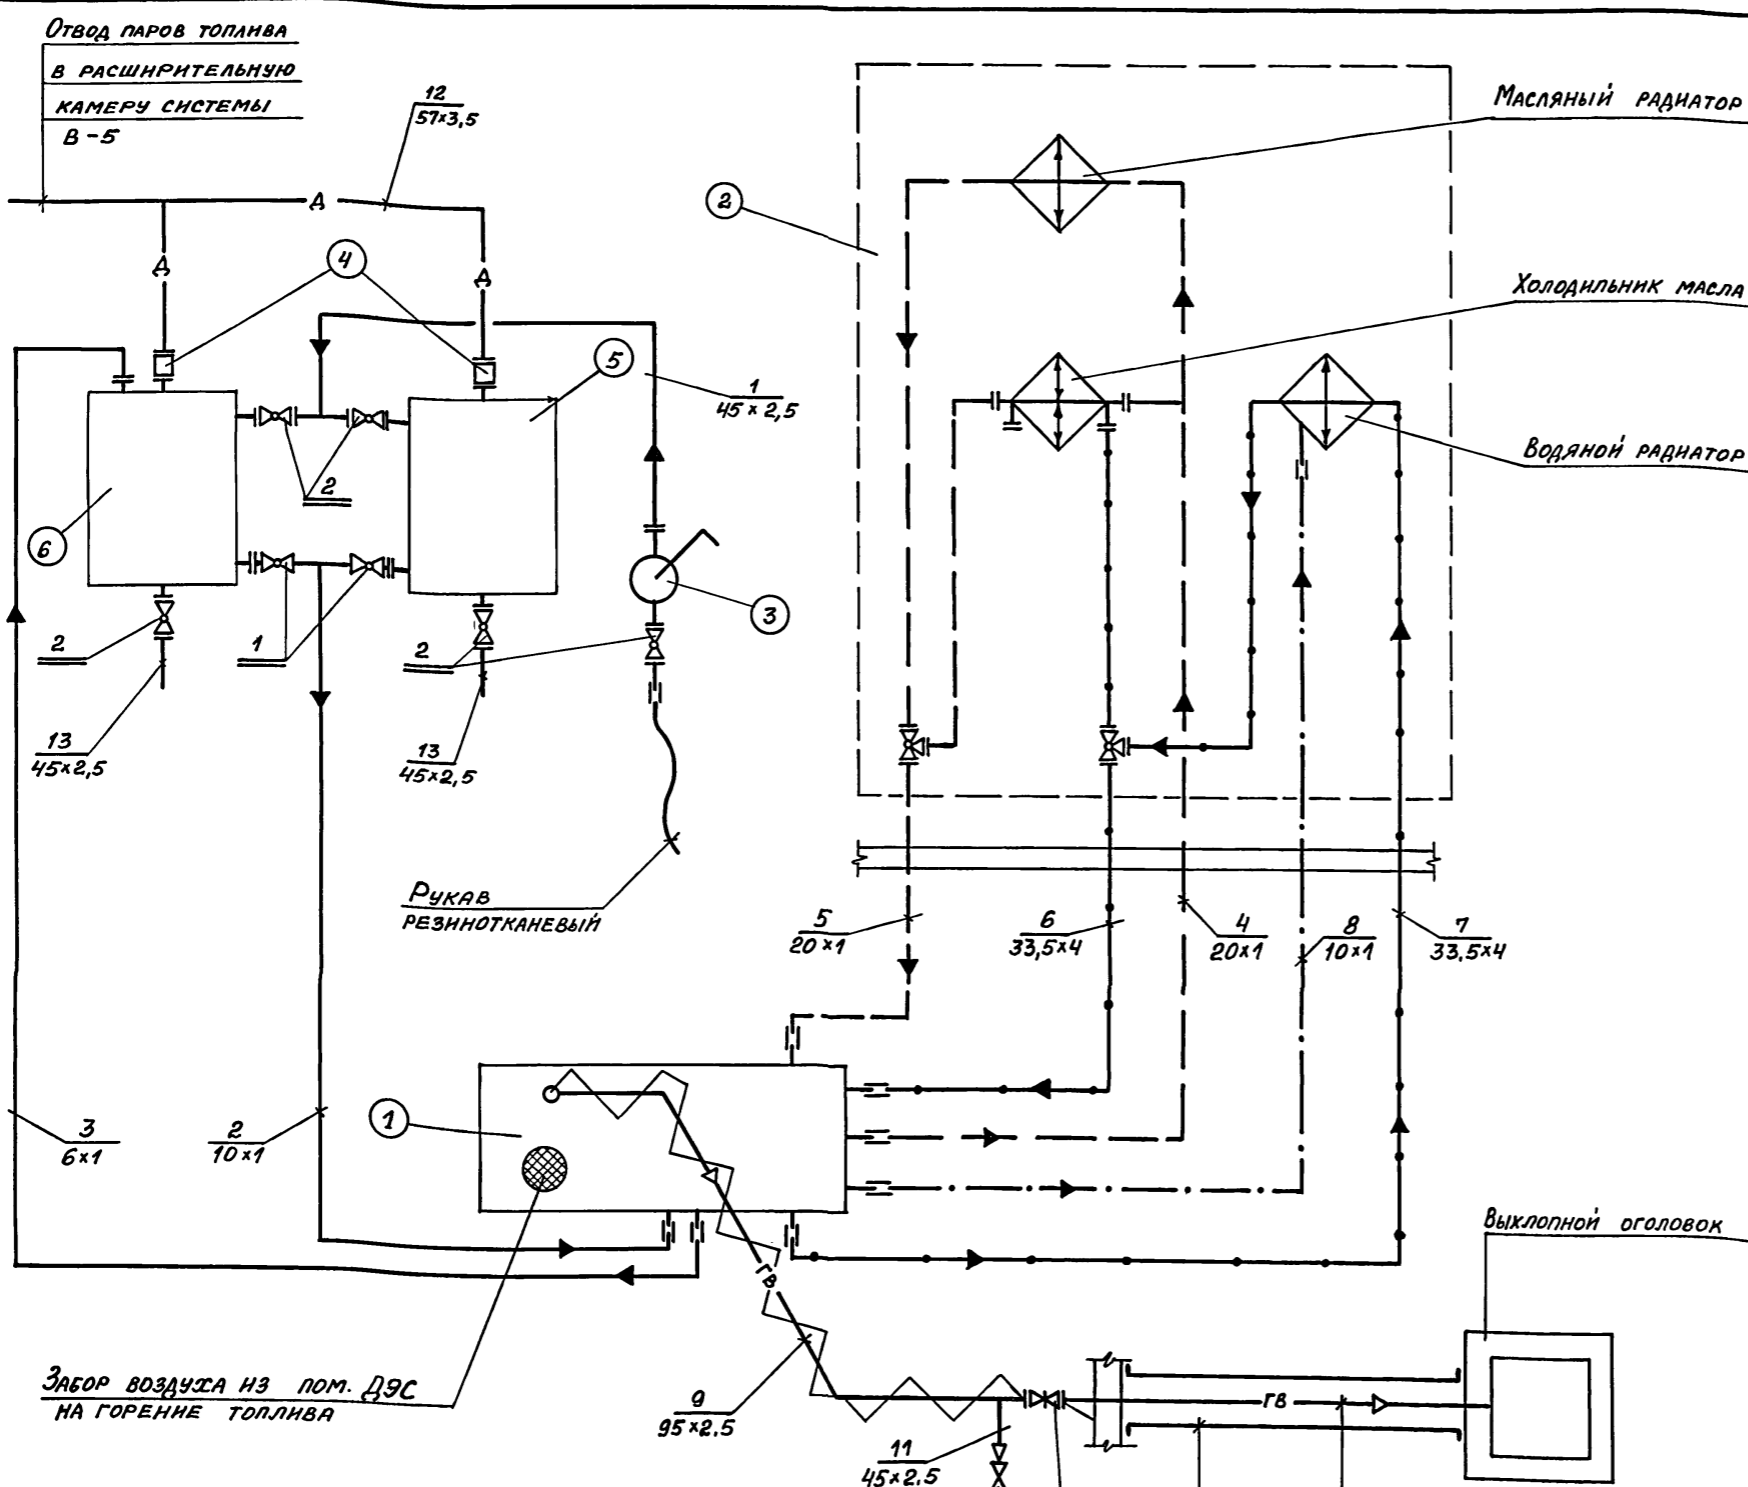 Отвод паров топлива
в расширительную
камеру системы
В-5
12
57×3,5
Масляный радиатор
2
Д
4
Д
Д
Холодильник масла
5
1
45×2,5
Водяной радиатор
2
6
3
2
1
2
13
45×2,5
13
45×2,5
Рукав
резинотканевый
5
20×1
6
33,5×4
4
20×1
8
10×1
7
33,5×4
1
3
6×1
2
10×1
Выхлопной оголовок
ГВ
Забор воздуха из пом. ДЭС
на горение топлива
9
95×2,5
ГВ
11
45×2,5